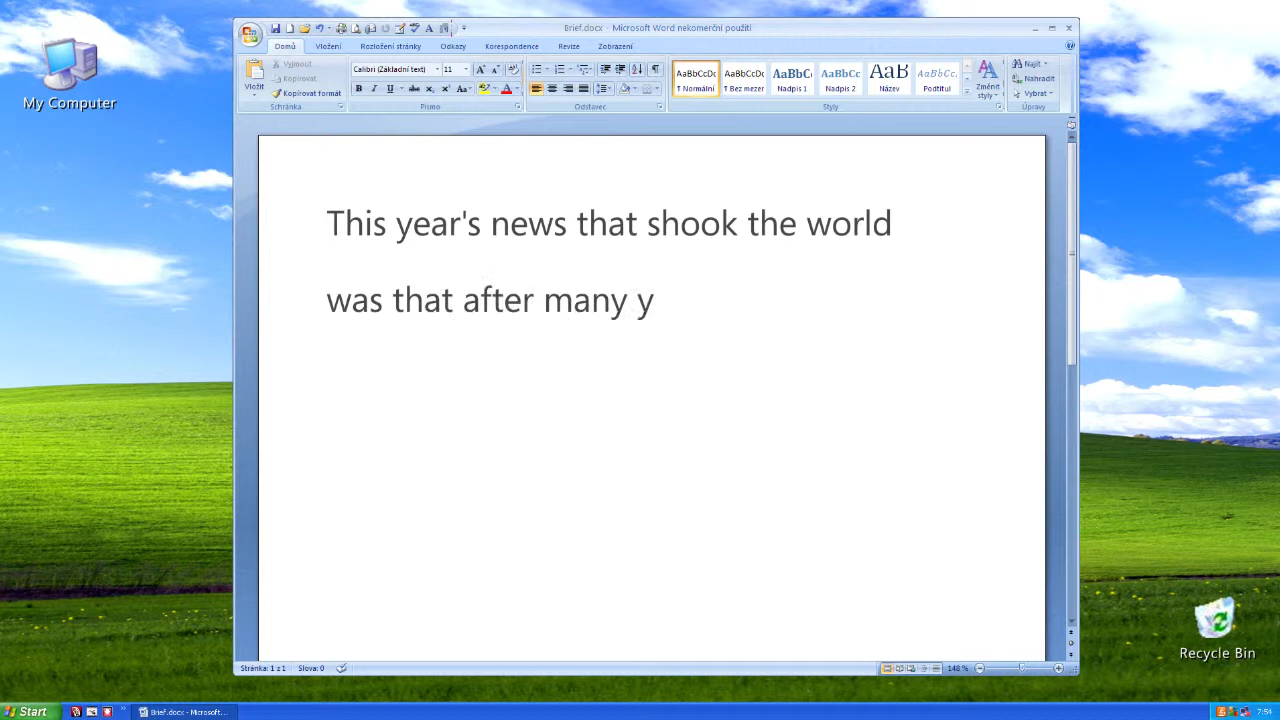 Brief.docx - Microsoft Word nekomerční použití
Domů Vložení Rozložení stránky Odkazy Korespondence Revize Zobrazení
Vložit
Vyjmout
Kopírovat
Kopírovat formát
Schránka
Calibri (Základní text) 11
Písmo
Odstavec
AaBbCcDc AaBbCcDc AaBbC AaBbCc AaB AaBbCc.
¶ Normální ¶ Bez mezer Nadpis 1 Nadpis 2 Název Podtitul
Změnit styly
Styly
Najít
Nahradit
Vybrat
Úpravy
My Computer
This year's news that shook the world
was that after many y
Recycle Bin
Stránka: 1 z 1 Slova: 0 148 %
Start Brief.docx - Microsoft... 7:54